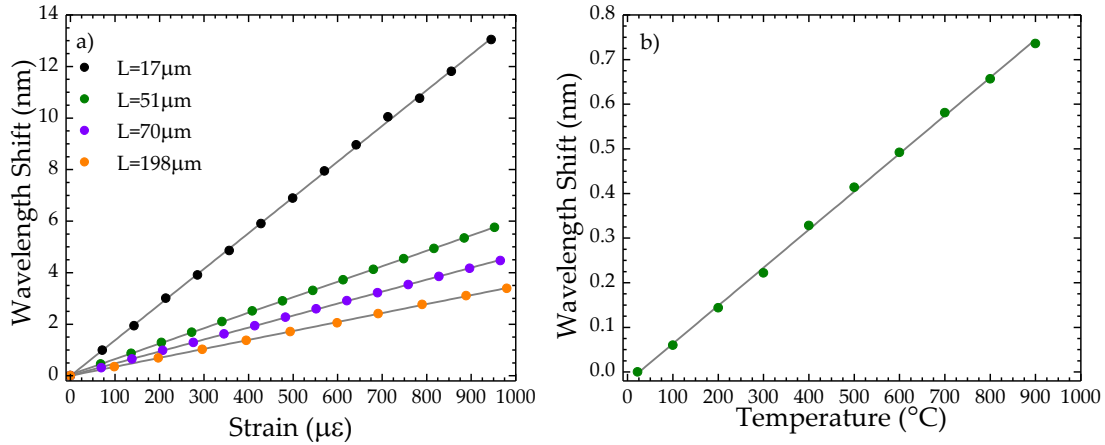 a)
L=17μm
L=51μm
L=70μm
L=198μm
Wavelength Shift (nm)
14
12
10
8
6
4
2
0
0 100 200 300 400 500 600 700 800 900 1000
Strain (με)
b)
Wavelength Shift (nm)
0.8
0.7
0.6
0.5
0.4
0.3
0.2
0.1
0.0
0 100 200 300 400 500 600 700 800 900 1000
Temperature (°C)